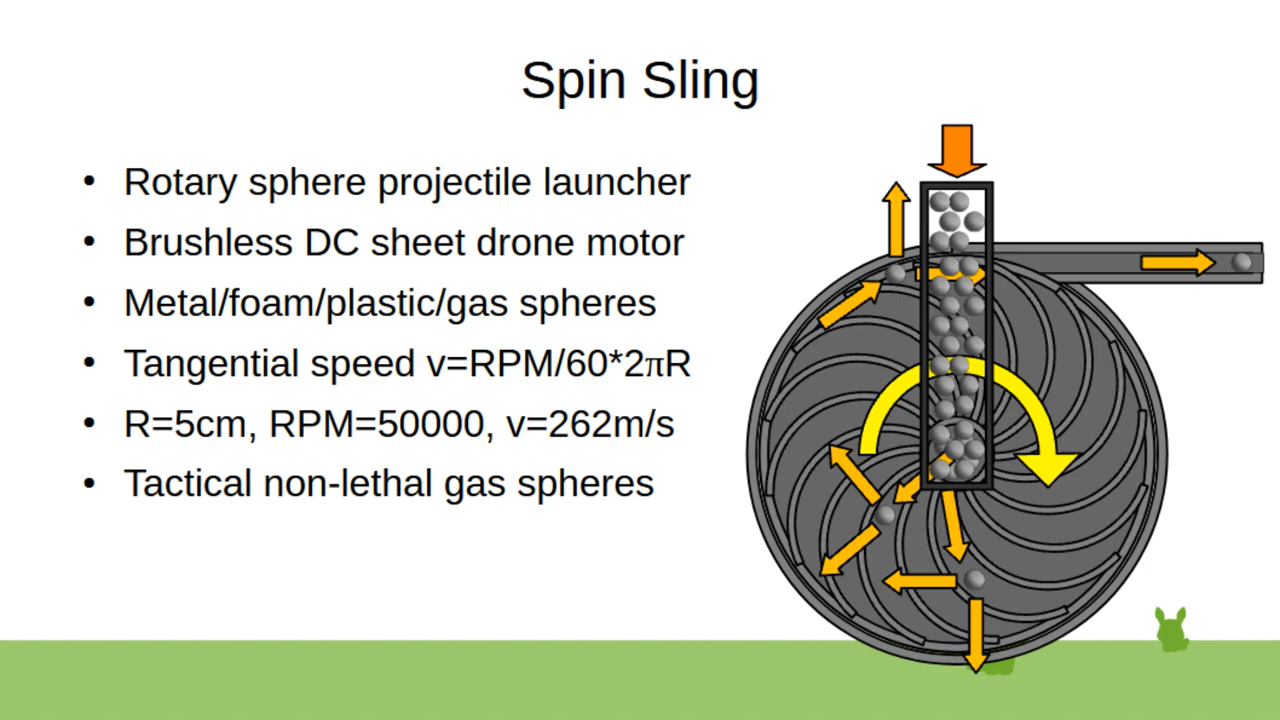 Spin Sling
• Rotary sphere projectile launcher
• Brushless DC sheet drone motor
• Metal/foam/plastic/gas spheres
• Tangential speed v=RPM/60*2πR
• R=5cm, RPM=50000, v=262m/s
• Tactical non-lethal gas spheres